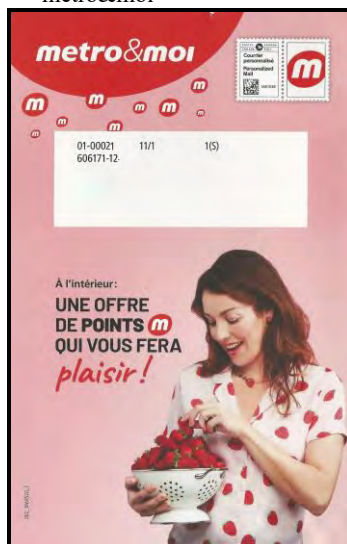 metro&moi
Courrier
personnalisé
Personalized
Mail
m
m
m
m
m
m
m
m
01-00021 11/1 1(S)
606171-12-
À l'intérieur :
UNE OFFRE
DE POINTS m
QUI VOUS FERA
plaisir !